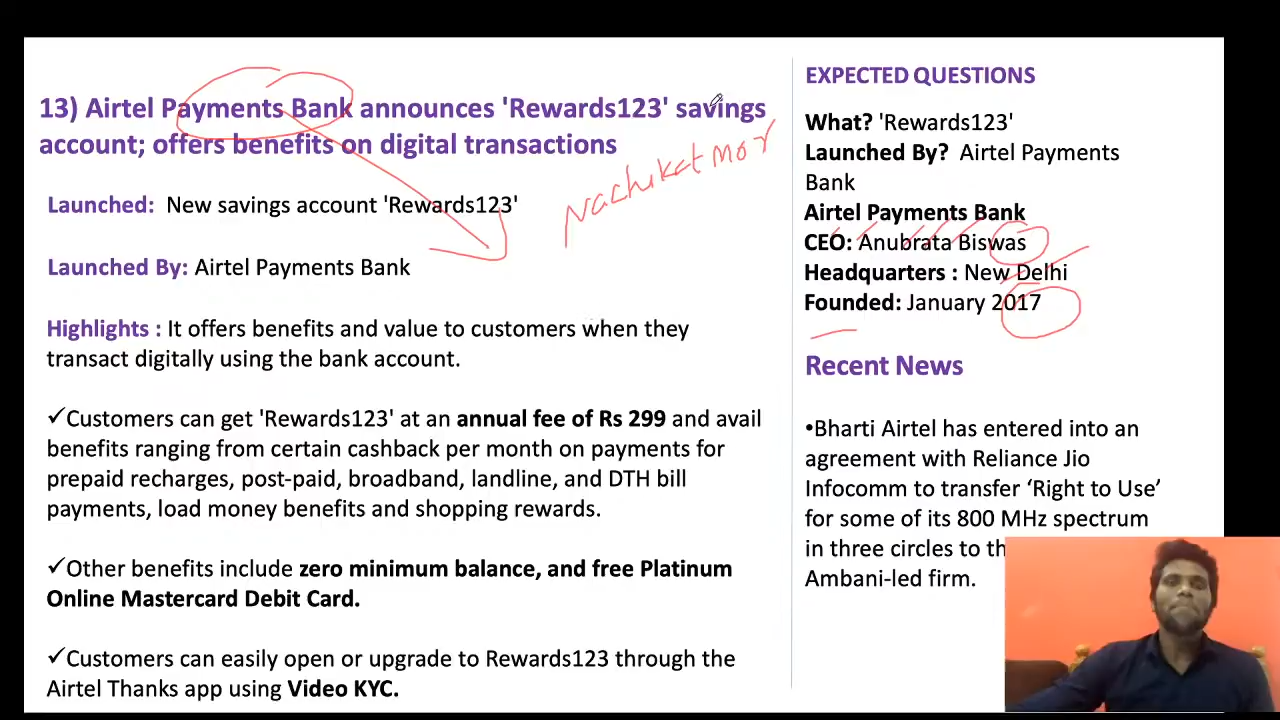 13) Airtel Payments Bank announces 'Rewards123' savings
account; offers benefits on digital transactions
Nachiket mor
Launched: New savings account 'Rewards123'
Launched By: Airtel Payments Bank
Highlights : It offers benefits and value to customers when they
transact digitally using the bank account.
✓Customers can get 'Rewards123' at an annual fee of Rs 299 and avail
benefits ranging from certain cashback per month on payments for
prepaid recharges, post-paid, broadband, landline, and DTH bill
payments, load money benefits and shopping rewards.
✓Other benefits include zero minimum balance, and free Platinum
Online Mastercard Debit Card.
✓Customers can easily open or upgrade to Rewards123 through the
Airtel Thanks app using Video KYC.
EXPECTED QUESTIONS
What? 'Rewards123'
Launched By? Airtel Payments
Bank
Airtel Payments Bank
CEO: Anubrata Biswas
Headquarters : New Delhi
Founded: January 2017
Recent News
•Bharti Airtel has entered into an
agreement with Reliance Jio
Infocomm to transfer ‘Right to Use’
for some of its 800 MHz spectrum
in three circles to
Ambani-led firm.